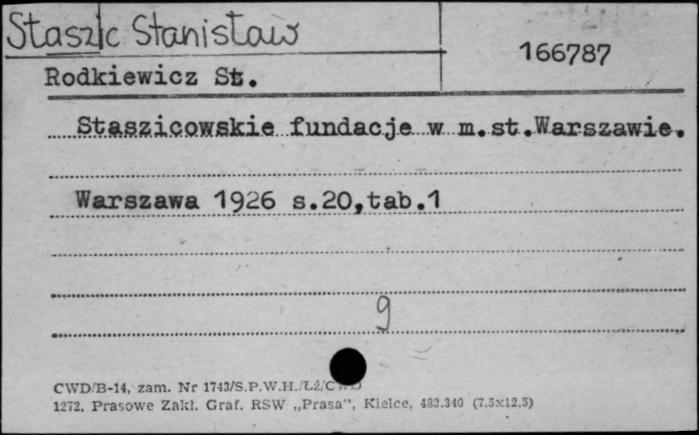 Staszic Stanisław
166787
Rodkiewicz St.
Staszicowskie fundacje w m.st.Warszawie.
Warszawa 1926 s.20,tab.1
9
CWD/B-14, zam. Nr 1743/S.P.W.H./Łź/CWD
1272. Prasowe Zakł. Graf. RSW „Prasa", Kielce, 483.340 (7,5x12,5)